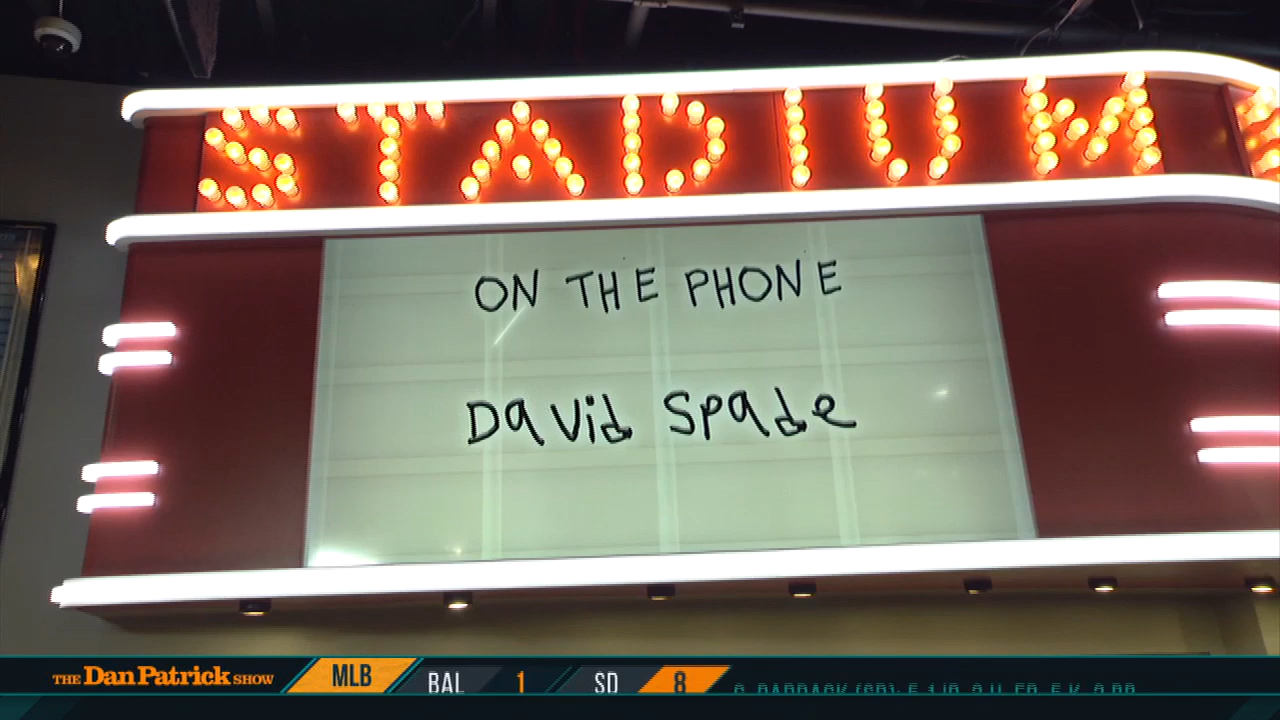 STADIUM
ON THE PHONE
David Spade
THE Dan Patrick SHOW MLB BAL 1 SD 8